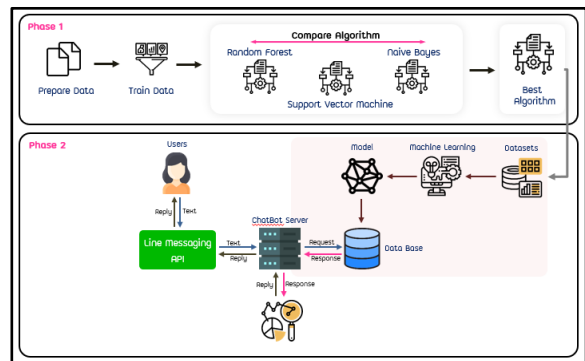 Phase 1
Compare Algorithm
Random Forest
Naive Bayes
Prepare Data
Train Data
Support Vector Machine
Best
Algorithm
Phase 2
Users
Model
Machine Learning
Datasets
Reply
Text
ChatBot Server
Line Messaging
API
Text
Reply
Request
Response
Data Base
Reply
Response